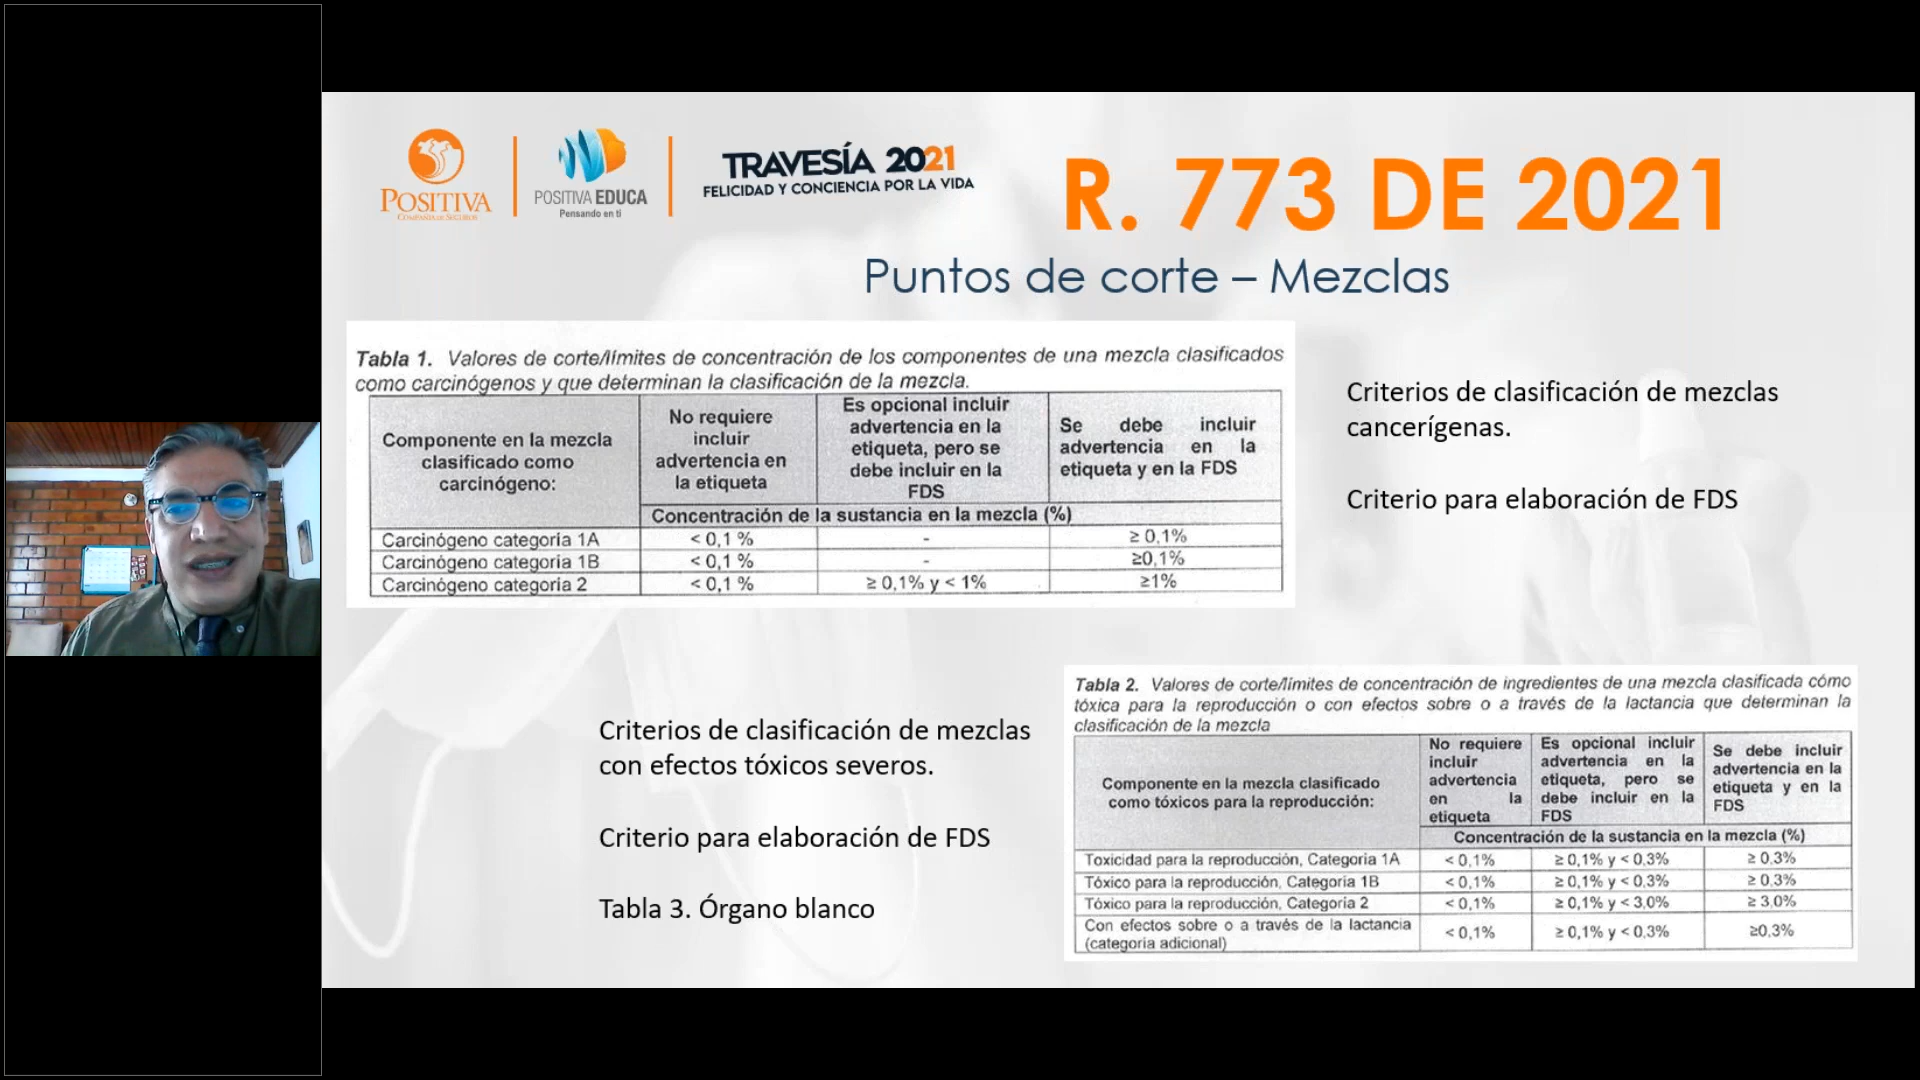 POSITIVA
COMPAÑÍA DE SEGUROS
POSITIVA EDUCA
Pensando en ti
TRAVESÍA 2021
FELICIDAD Y CONCIENCIA POR LA VIDA
R. 773 DE 2021
Puntos de corte – Mezclas
Tabla 1. Valores de corte/límites de concentración de los componentes de una mezcla clasificados
como carcinógenos y que determinan la clasificación de la mezcla.
Componente en la mezcla
clasificado como
carcinógeno:
No requiere
incluir
advertencia en
la etiqueta
Es opcional incluir
advertencia en la
etiqueta, pero se
debe incluir en la
FDS
Se debe incluir
advertencia en la
etiqueta y en la FDS
Concentración de la sustancia en la mezcla (%)
Carcinógeno categoría 1A < 0,1 % - ≥ 0,1%
Carcinógeno categoría 1B < 0,1 % - ≥0,1%
Carcinógeno categoría 2 < 0,1 % ≥ 0,1% y < 1% ≥1%
Criterios de clasificación de mezclas
cancerígenas.
Criterio para elaboración de FDS
Criterios de clasificación de mezclas
con efectos tóxicos severos.
Criterio para elaboración de FDS
Tabla 3. Órgano blanco
Tabla 2. Valores de corte/límites de concentración de ingredientes de una mezcla clasificada cómo
tóxica para la reproducción o con efectos sobre o a través de la lactancia que determinan la
clasificación de la mezcla
Componente en la mezcla clasificado
como tóxicos para la reproducción:
No requiere
incluir
advertencia
en la
etiqueta
Es opcional incluir
advertencia en la
etiqueta, pero se
debe incluir en la
FDS
Se debe incluir
advertencia en la
etiqueta y en la
FDS
Concentración de la sustancia en la mezcla (%)
Toxicidad para la reproducción, Categoría 1A < 0,1% ≥ 0,1% y < 0,3% ≥ 0,3%
Tóxico para la reproducción, Categoría 1B < 0,1% ≥ 0,1% y < 0,3% ≥ 0,3%
Tóxico para la reproducción, Categoría 2 < 0,1% ≥ 0,1% y < 3,0% ≥ 3,0%
Con efectos sobre o a través de la lactancia
(categoría adicional) < 0,1% ≥ 0,1% y < 0,3% ≥0,3%